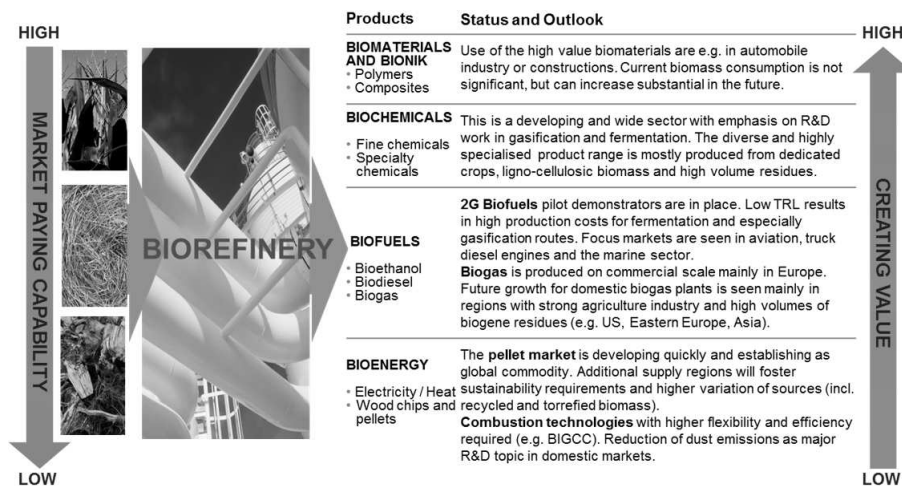 Products Status and Outlook
HIGH
MARKET PAYING CAPABILITY
LOW
BIOREFINERY
BIOMATERIALS
AND BIONIK
• Polymers
• Composites
Use of the high value biomaterials are e.g. in automobile
industry or constructions. Current biomass consumption is not
significant, but can increase substantial in the future.
BIOCHEMICALS
• Fine chemicals
• Specialty
chemicals
This is a developing and wide sector with emphasis on R&D
work in gasification and fermentation. The diverse and highly
specialised product range is mostly produced from dedicated
crops, ligno-cellulosic biomass and high volume residues.
BIOFUELS
• Bioethanol
• Biodiesel
• Biogas
2G Biofuels pilot demonstrators are in place. Low TRL results
in high production costs for fermentation and especially
gasification routes. Focus markets are seen in aviation, truck
diesel engines and the marine sector.
Biogas is produced on commercial scale mainly in Europe.
Future growth for domestic biogas plants is seen mainly in
regions with strong agriculture industry and high volumes of
biogene residues (e.g. US, Eastern Europe, Asia).
BIOENERGY
• Electricity / Heat
• Wood chips and
pellets
The pellet market is developing quickly and establishing as
global commodity. Additional supply regions will foster
sustainability requirements and higher variation of sources (incl.
recycled and torrefied biomass).
Combustion technologies with higher flexibility and efficiency
required (e.g. BIGCC). Reduction of dust emissions as major
R&D topic in domestic markets.
HIGH
CREATING VALUE
LOW